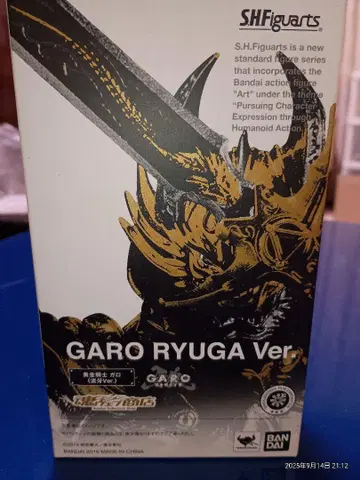 S.H.Figuarts
S.H.Figuarts is a new
standard figure series
that incorporates the
Bandai action figure
"Art" under the theme
"Pursuing Character
Expression through
Humanoid Action."
GARO RYUGA Ver.
黄金騎士 ガロ
(流牙Ver.)
GARO
魂ウェブ商店
BANDAI 2015 MADE IN CHINA
BAN
DAI
2025年9月14日 21:12